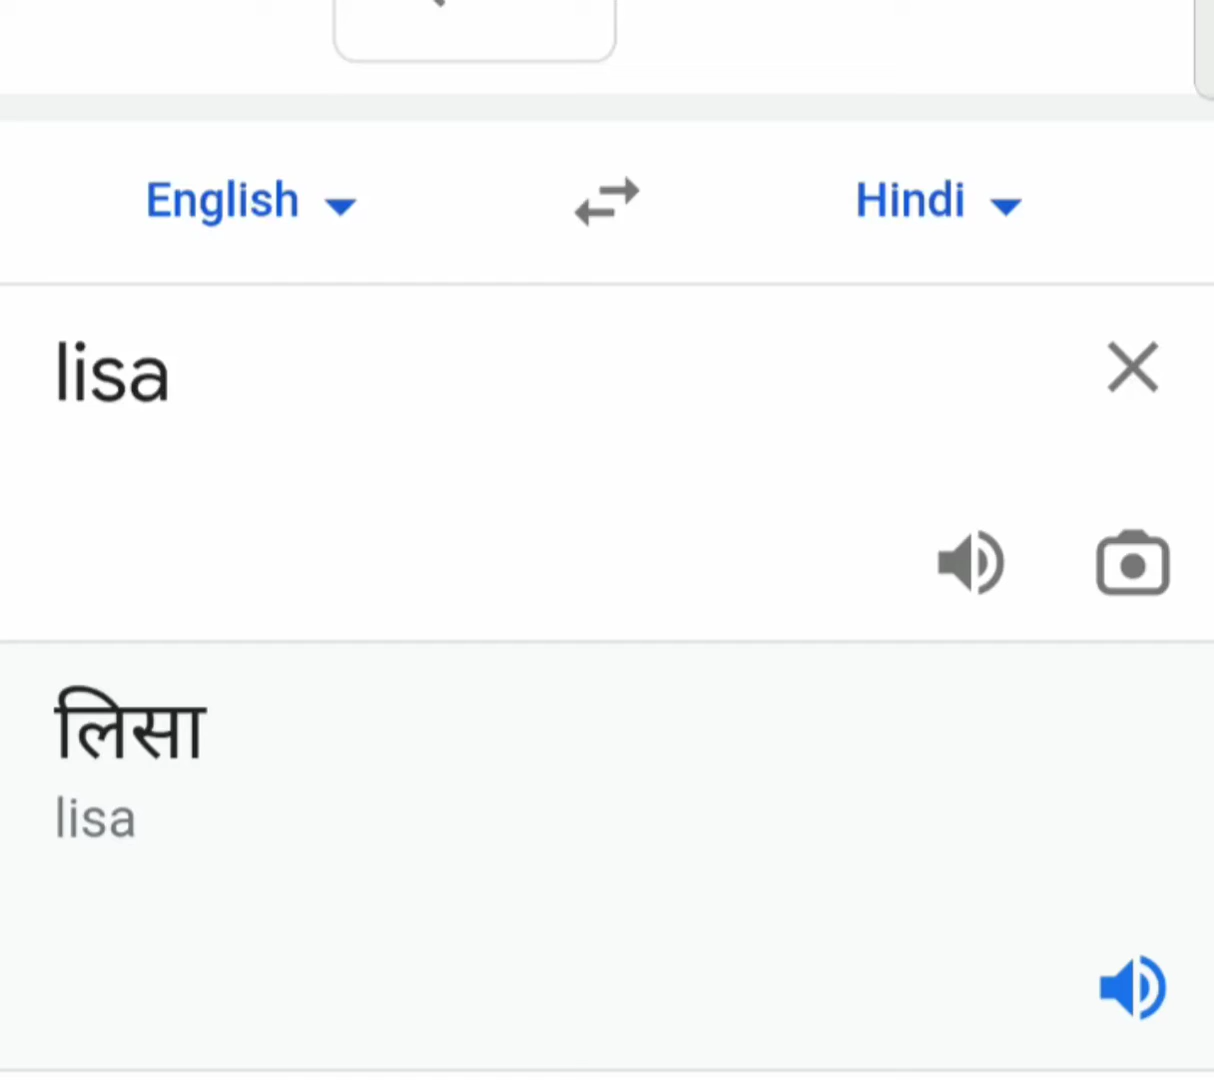 English Hindi
lisa
लिसा
lisa